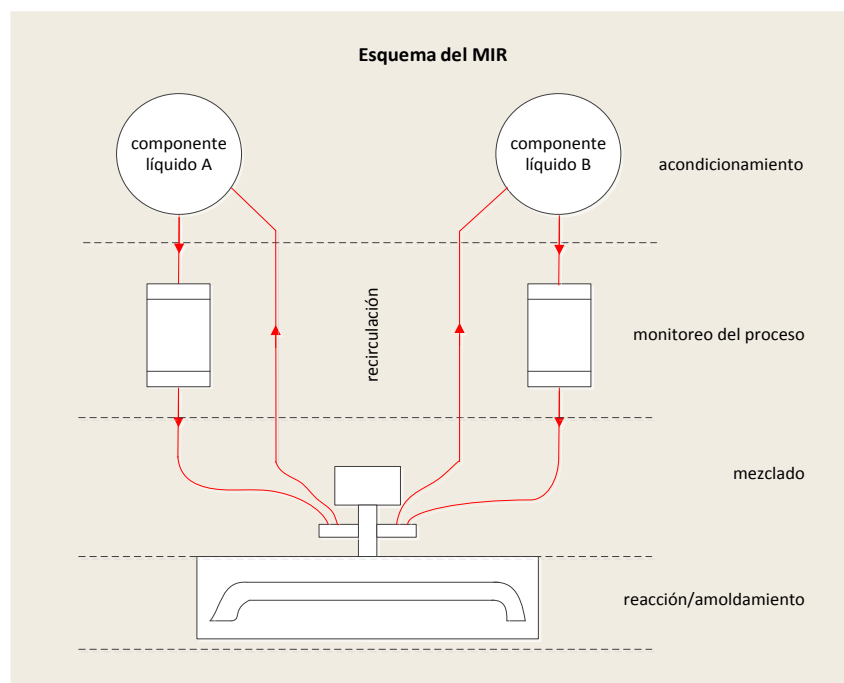 Esquema del MIR
componente
líquido A
componente
líquido B
acondicionamiento
recirculación
monitoreo del proceso
mezclado
reacción/amoldamiento